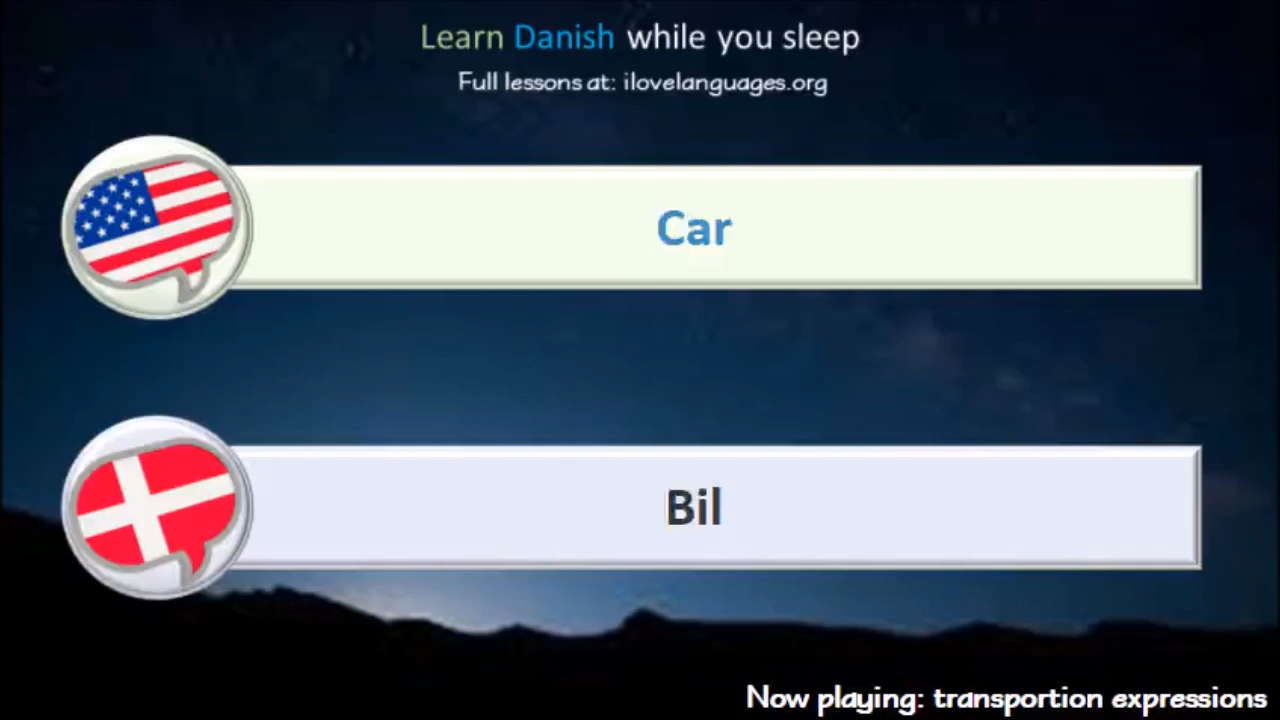 Learn Danish while you sleep
Full lessons at: ilovelanguages.org
Car
Bil
Now playing: transportion expressions